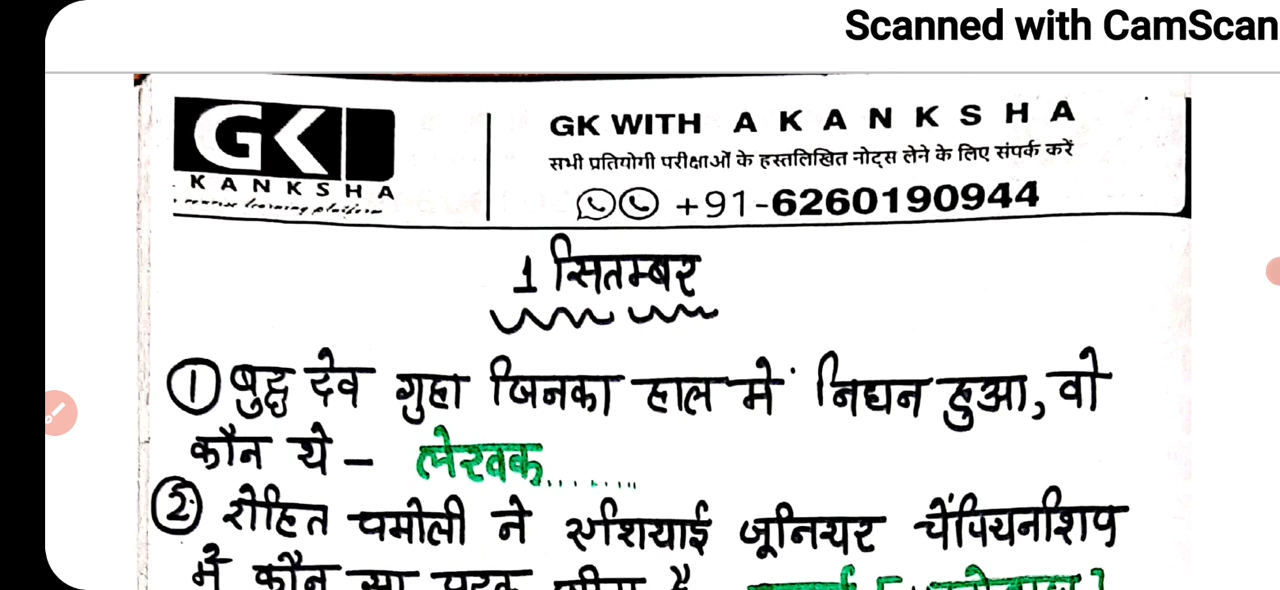 Scanned with CamScan
GK
KANKSHA
GK WITH A K A N K S H A
सभी प्रतियोगी परीक्षाओं के हस्तलिखित नोट्स लेने के लिए संपर्क करें
+91-6260190944
1 सितम्बर
① बुद्ध देव गुहा जिनका हाल में निधन हुआ, वो
कौन थे - लेखक......
② रोहित चमोली ने एशियाई जूनियर चैंपियनशिप
में कौन सा पदक जीता है